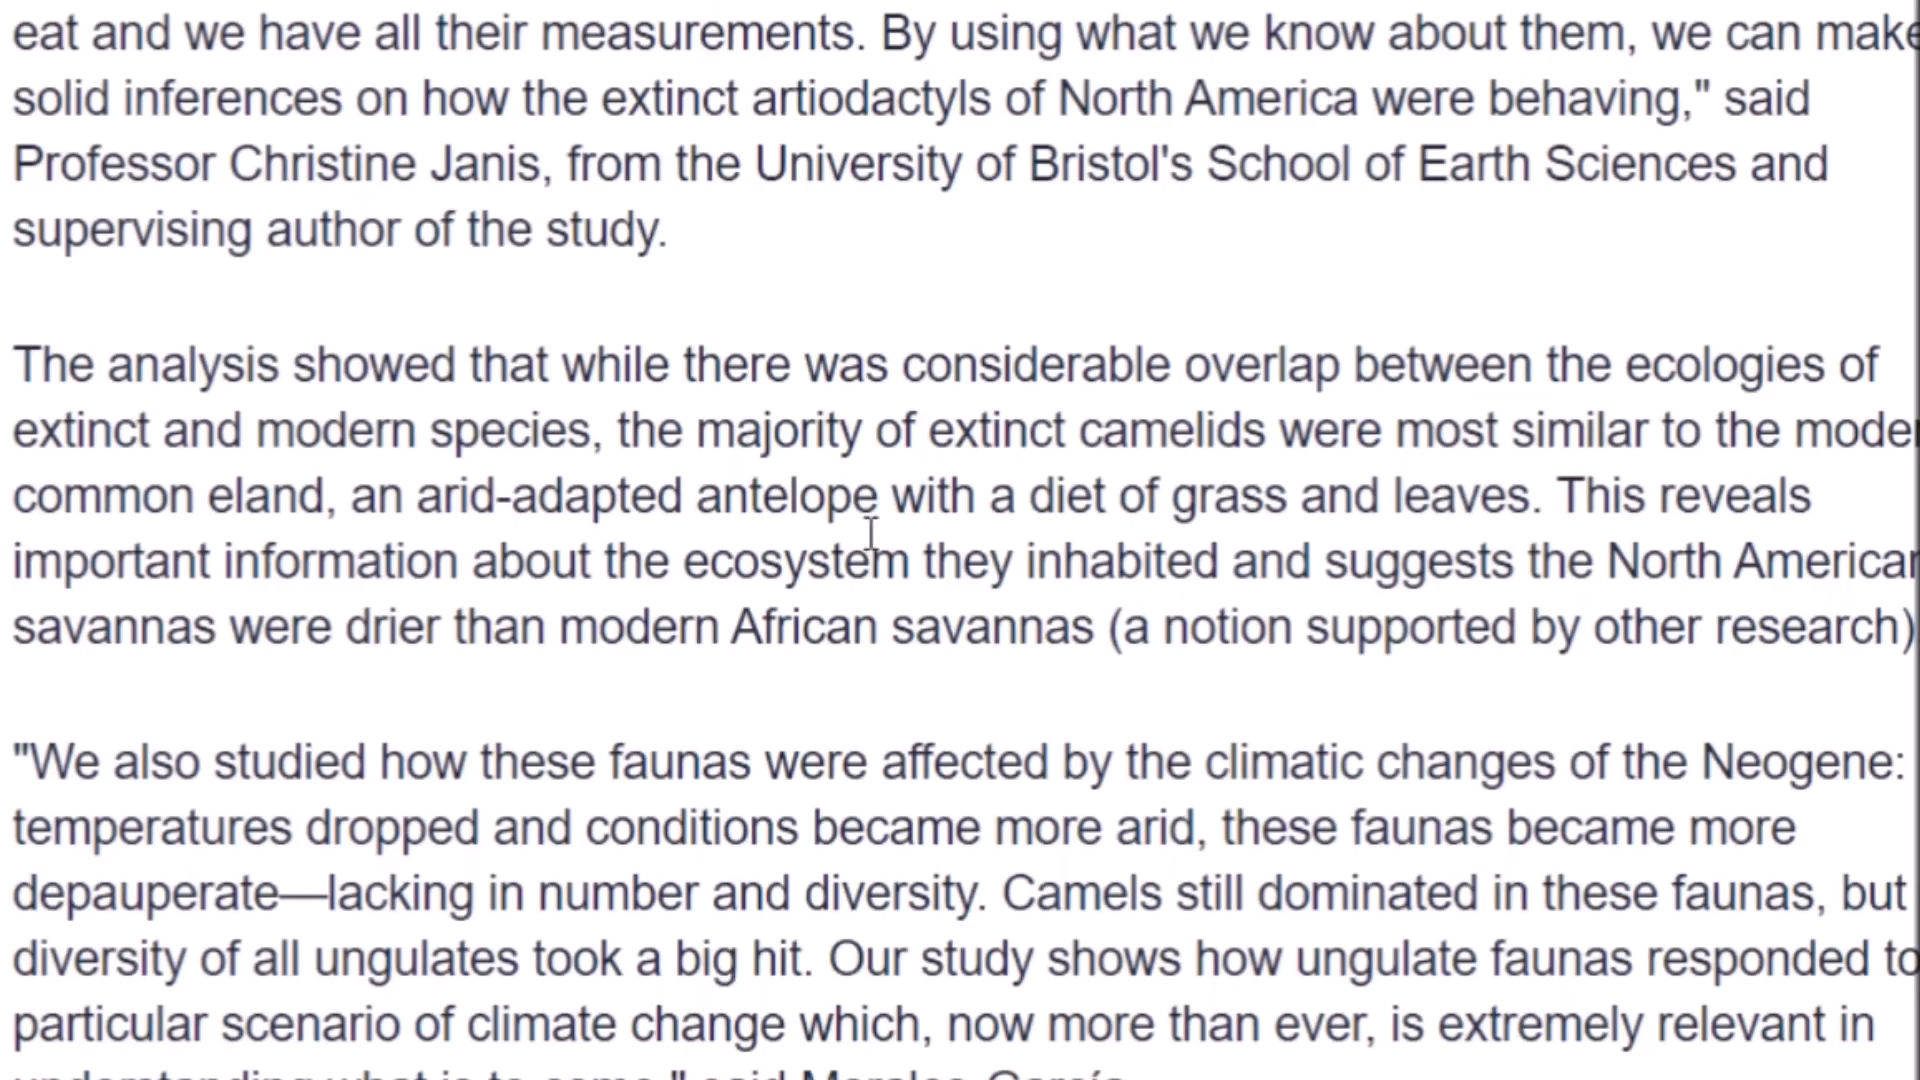 eat and we have all their measurements. By using what we know about them, we can make
solid inferences on how the extinct artiodactyls of North America were behaving," said
Professor Christine Janis, from the University of Bristol's School of Earth Sciences and
supervising author of the study.
The analysis showed that while there was considerable overlap between the ecologies of
extinct and modern species, the majority of extinct camelids were most similar to the
common eland, an arid-adapted antelope with a diet of grass and leaves. This reveals
important information about the ecosystem they inhabited and suggests the North American
savannas were drier than modern African savannas (a notion supported by other research)
"We also studied how these faunas were affected by the climatic changes of the Neogene:
temperatures dropped and conditions became more arid, these faunas became more
depauperate—lacking in number and diversity. Camels still dominated in these faunas, but
diversity of all ungulates took a big hit. Our study shows how ungulate faunas responded to
particular scenario of climate change which, now more than ever, is extremely relevant in
understanding what is to come," said Morales-García